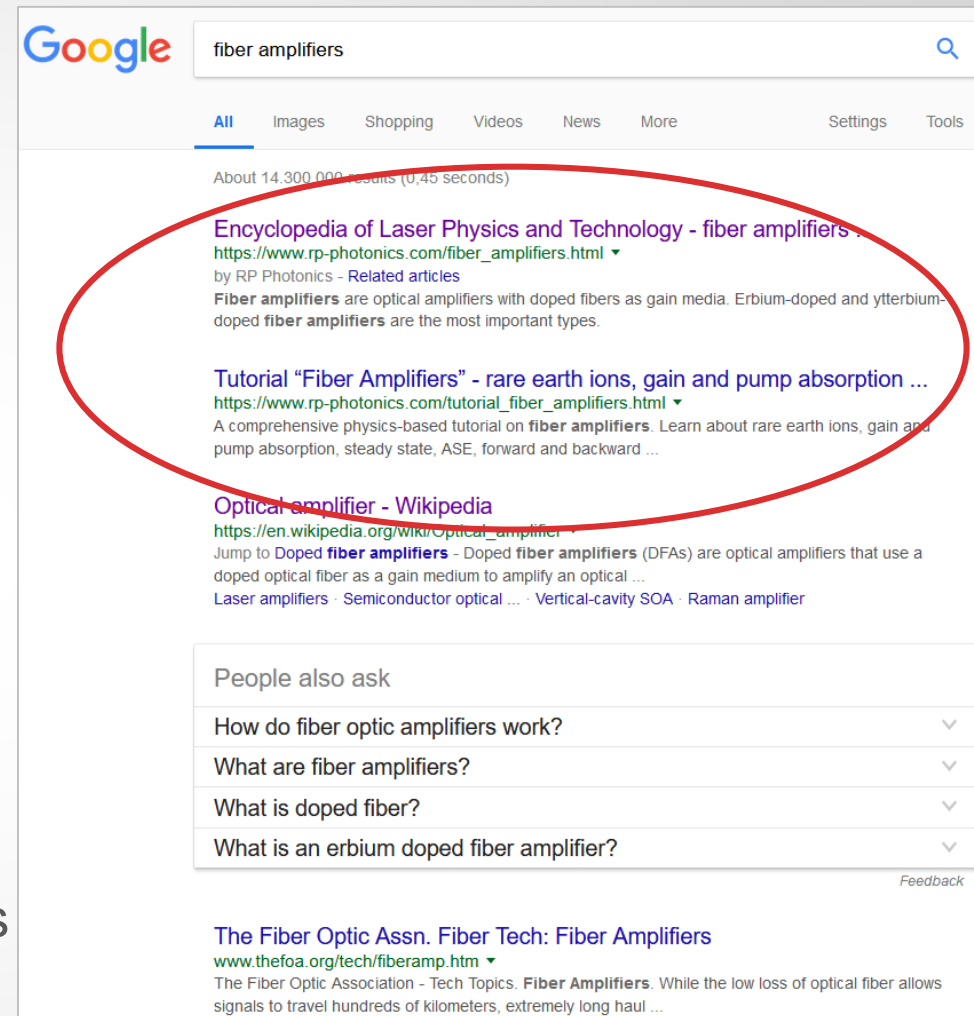 Google
fiber amplifiers
All Images Shopping Videos News More Settings Tools
About 14.300.000 results (0,45 seconds)
Encyclopedia of Laser Physics and Technology - fiber amplifiers
https://www.rp-photonics.com/fiber_amplifiers.html
by RP Photonics - Related articles
Fiber amplifiers are optical amplifiers with doped fibers as gain media. Erbium-doped and ytterbium-
doped fiber amplifiers are the most important types.
Tutorial “Fiber Amplifiers” - rare earth ions, gain and pump absorption ...
https://www.rp-photonics.com/tutorial_fiber_amplifiers.html
A comprehensive physics-based tutorial on fiber amplifiers. Learn about rare earth ions, gain and
pump absorption, steady state, ASE, forward and backward ...
Optical amplifier - Wikipedia
https://en.wikipedia.org/wiki/Optical_amplifier
Jump to Doped fiber amplifiers - Doped fiber amplifiers (DFAs) are optical amplifiers that use a
doped optical fiber as a gain medium to amplify an optical ...
Laser amplifiers · Semiconductor optical ... · Vertical-cavity SOA · Raman amplifier
People also ask
How do fiber optic amplifiers work?
What are fiber amplifiers?
What is doped fiber?
What is an erbium doped fiber amplifier?
Feedback
s
The Fiber Optic Assn. Fiber Tech: Fiber Amplifiers
www.thefoa.org/tech/fiberamp.htm
The Fiber Optic Association - Tech Topics. Fiber Amplifiers. While the low loss of optical fiber allows
signals to travel hundreds of kilometers, extremely long haul ...